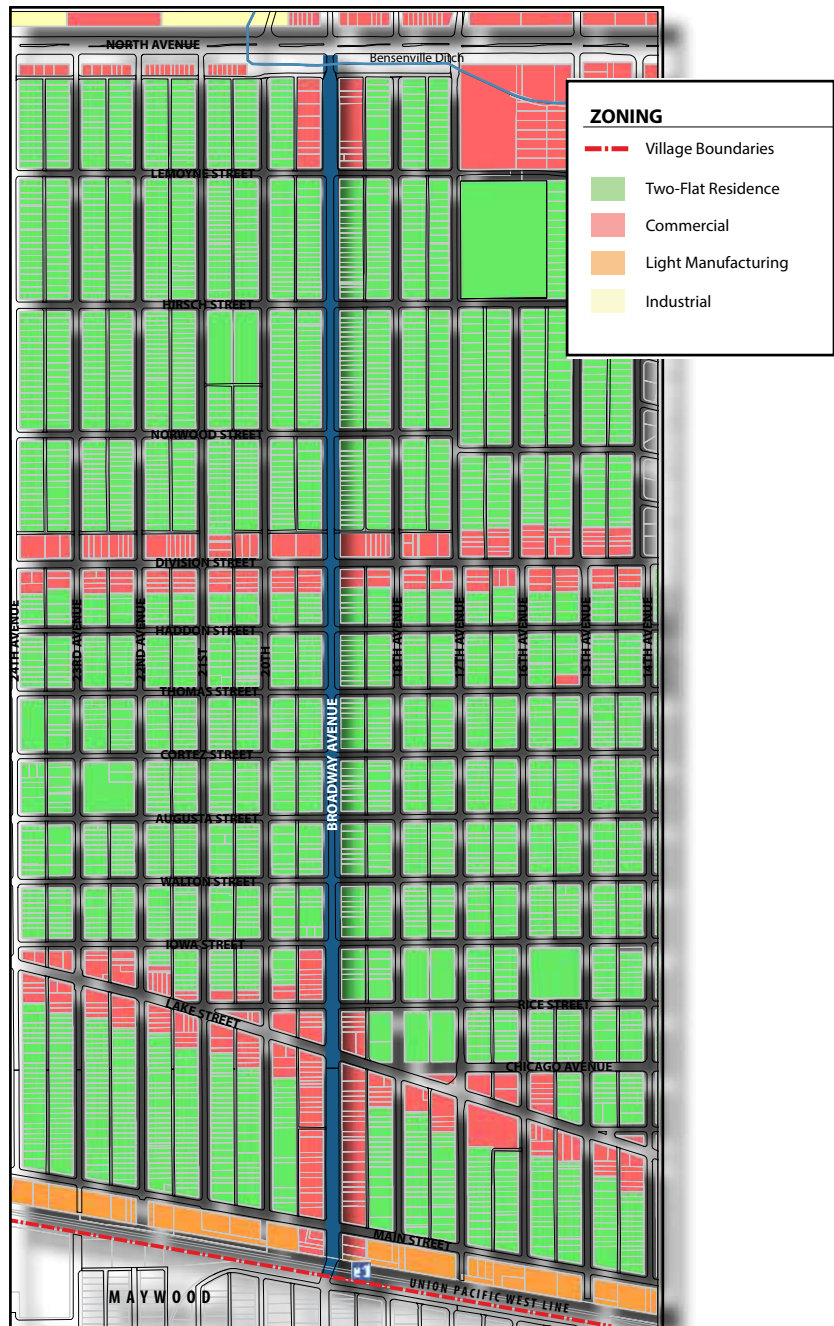 NORTH AVENUE
Bensenville Ditch
ZONING
Village Boundaries
Two-Flat Residence
Commercial
Light Manufacturing
Industrial
LEMOYNE STREET
HIRSCH STREET
NORWOOD STREET
DIVISION STREET
HADDON STREET
24TH AVENUE
23RD AVENUE
22ND AVENUE
21ST
20TH
BROADWAY AVENUE
18TH AVENUE
17TH AVENUE
16TH AVENUE
15TH AVENUE
14TH AVENUE
THOMAS STREET
CORTEZ STREET
AUGUSTA STREET
WALTON STREET
IOWA STREET
LAKE STREET
RICE STREET
CHICAGO AVENUE
MAIN STREET
UNION PACIFIC WEST LINE
MAYWOOD